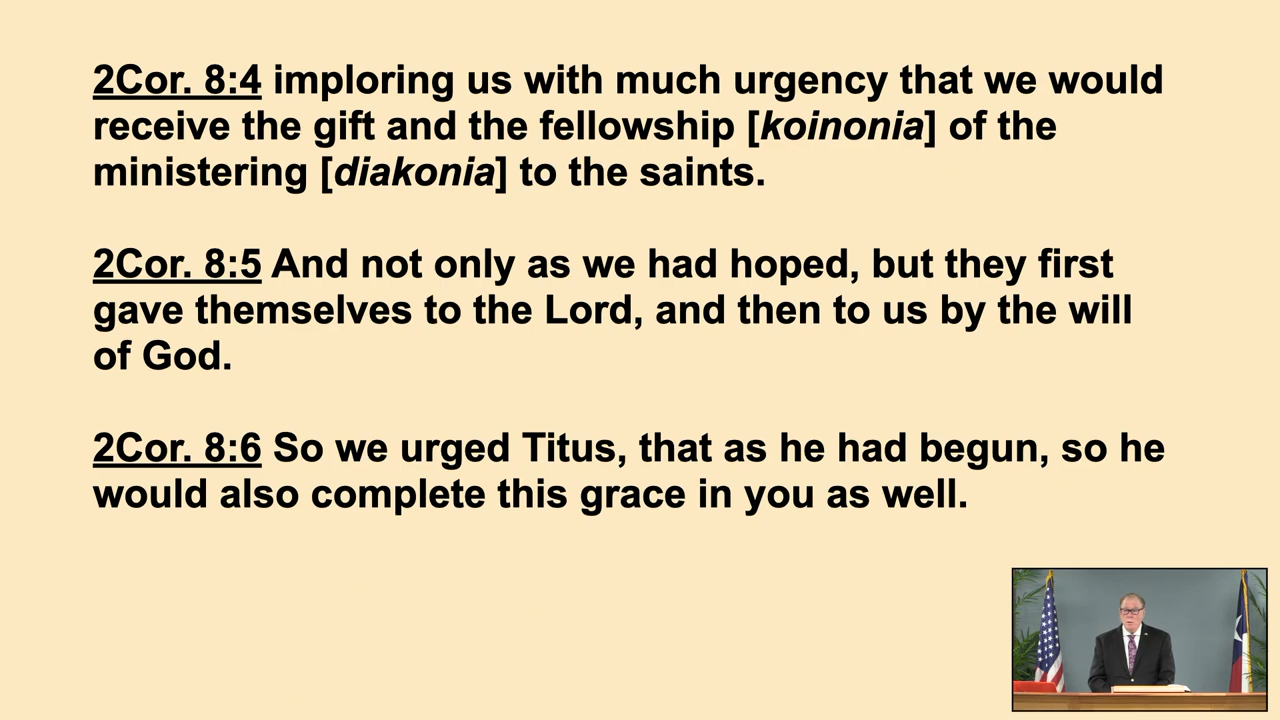 2Cor. 8:4 imploring us with much urgency that we would
receive the gift and the fellowship [koinonia] of the
ministering [diakonia] to the saints.
2Cor. 8:5 And not only as we had hoped, but they first
gave themselves to the Lord, and then to us by the will
of God.
2Cor. 8:6 So we urged Titus, that as he had begun, so he
would also complete this grace in you as well.